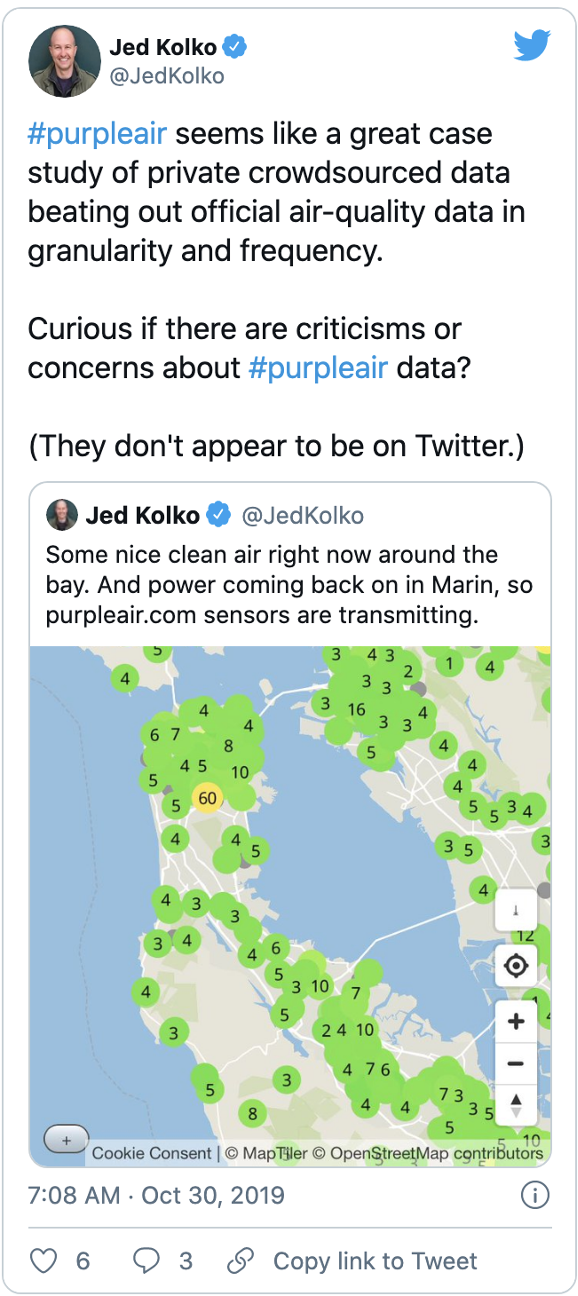 Jed Kolko
@JedKolko
#purpleair seems like a great case
study of private crowdsourced data
beating out official air-quality data in
granularity and frequency.
Curious if there are criticisms or
concerns about #purpleair data?
(They don't appear to be on Twitter.)
Jed Kolko @JedKolko
Some nice clean air right now around the
bay. And power coming back on in Marin, so
purpleair.com sensors are transmitting.
5
3 4 3
4 2 1 4
3 3
3 16 4
4 3 3
6 7 4
8 5 4
4 5 10 4
5 4
60
5 5 5 3 4
4 4 5 3 5 3
4
4 3
3 12
3 4 4 6
5
4 3 10 7 1 4
5 +
3 2 4 10
4 7 6 −
5 3
8 4 4 7 3
3 5
5
+ 5 10
Cookie Consent | © MapTiler © OpenStreetMap contributors
7:08 AM · Oct 30, 2019
6 3 Copy link to Tweet